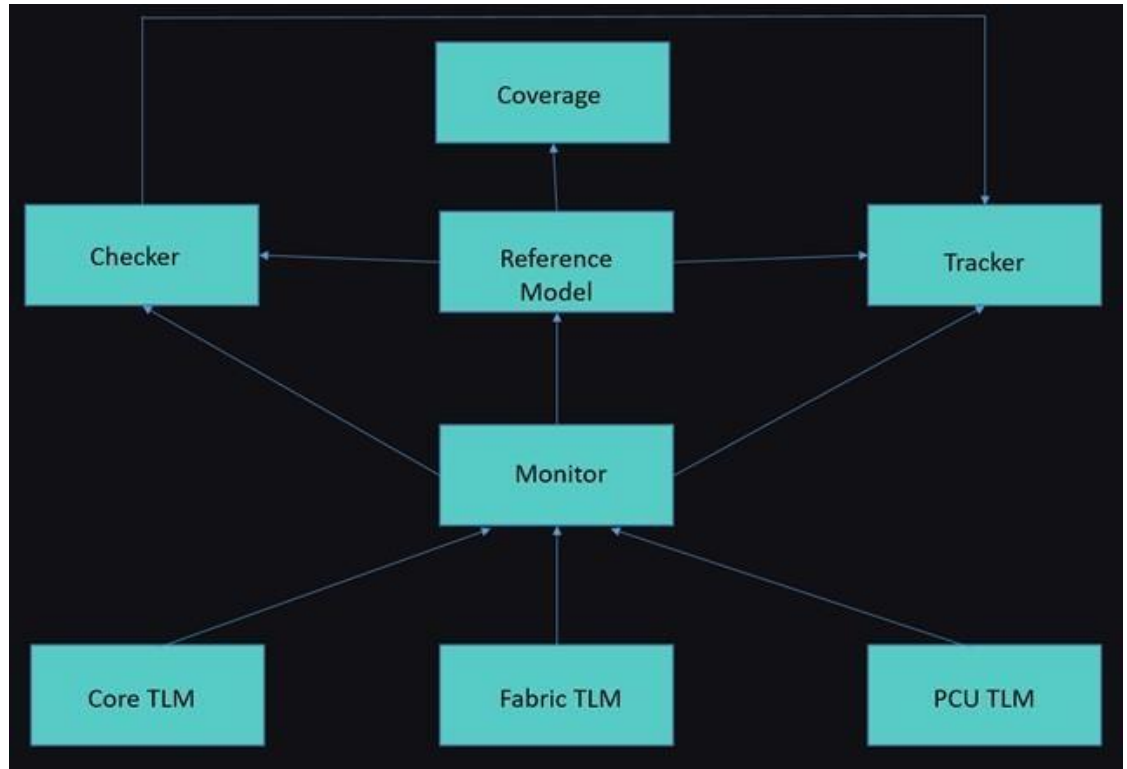 Coverage
Checker
Reference
Model
Tracker
Monitor
Core TLM
Fabric TLM
PCU TLM